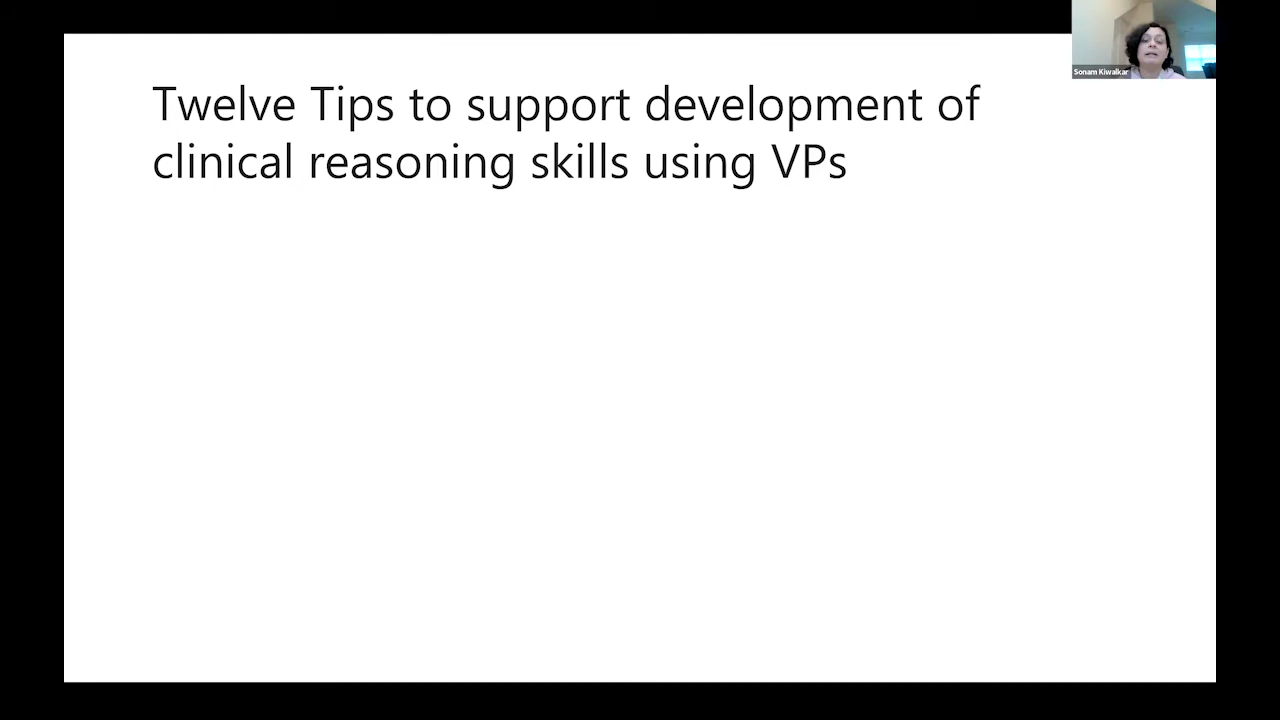 Twelve Tips to support development of
clinical reasoning skills using VPs
Sonam Kiwalkar